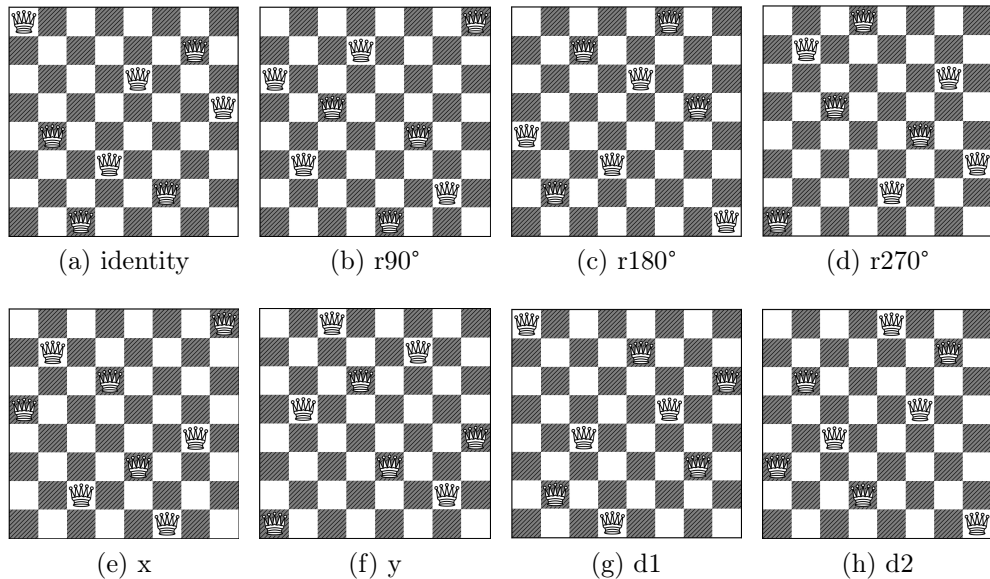 (a) identity
(b) r90°
(c) r180°
(d) r270°
(e) x
(f) y
(g) d1
(h) d2